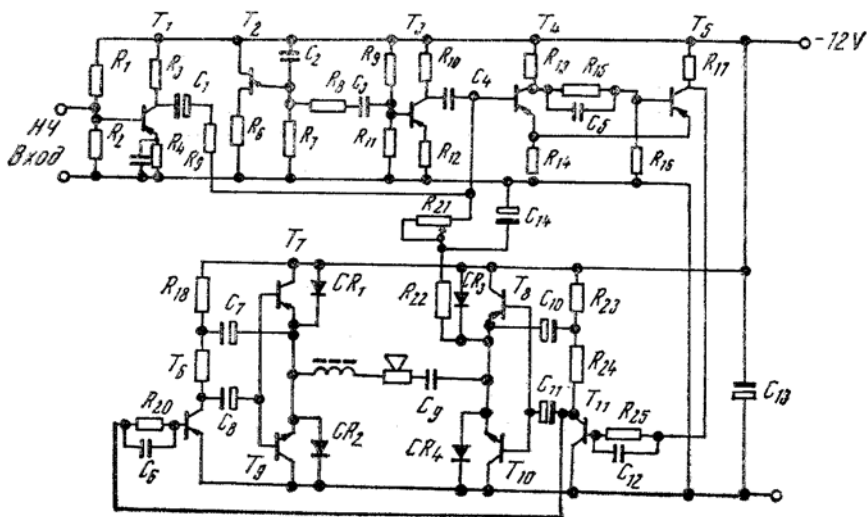 T1 T2 T3 T4 T5
-12V
R1 R3 C1 C2 R9 R10 C4 R13 R15 R17
R8 C3 C5
НЧ
Вход
R2 R4 R9 R6 R7 R11 R12 R14 R16
R21 C14
T7 T8
R18 C7 CR1 R22 CR3 C10 R23
T6 R24
C9 C13
R20 C8 C11 T11 R25
C6 T9 CR2 CR4 T10 C12